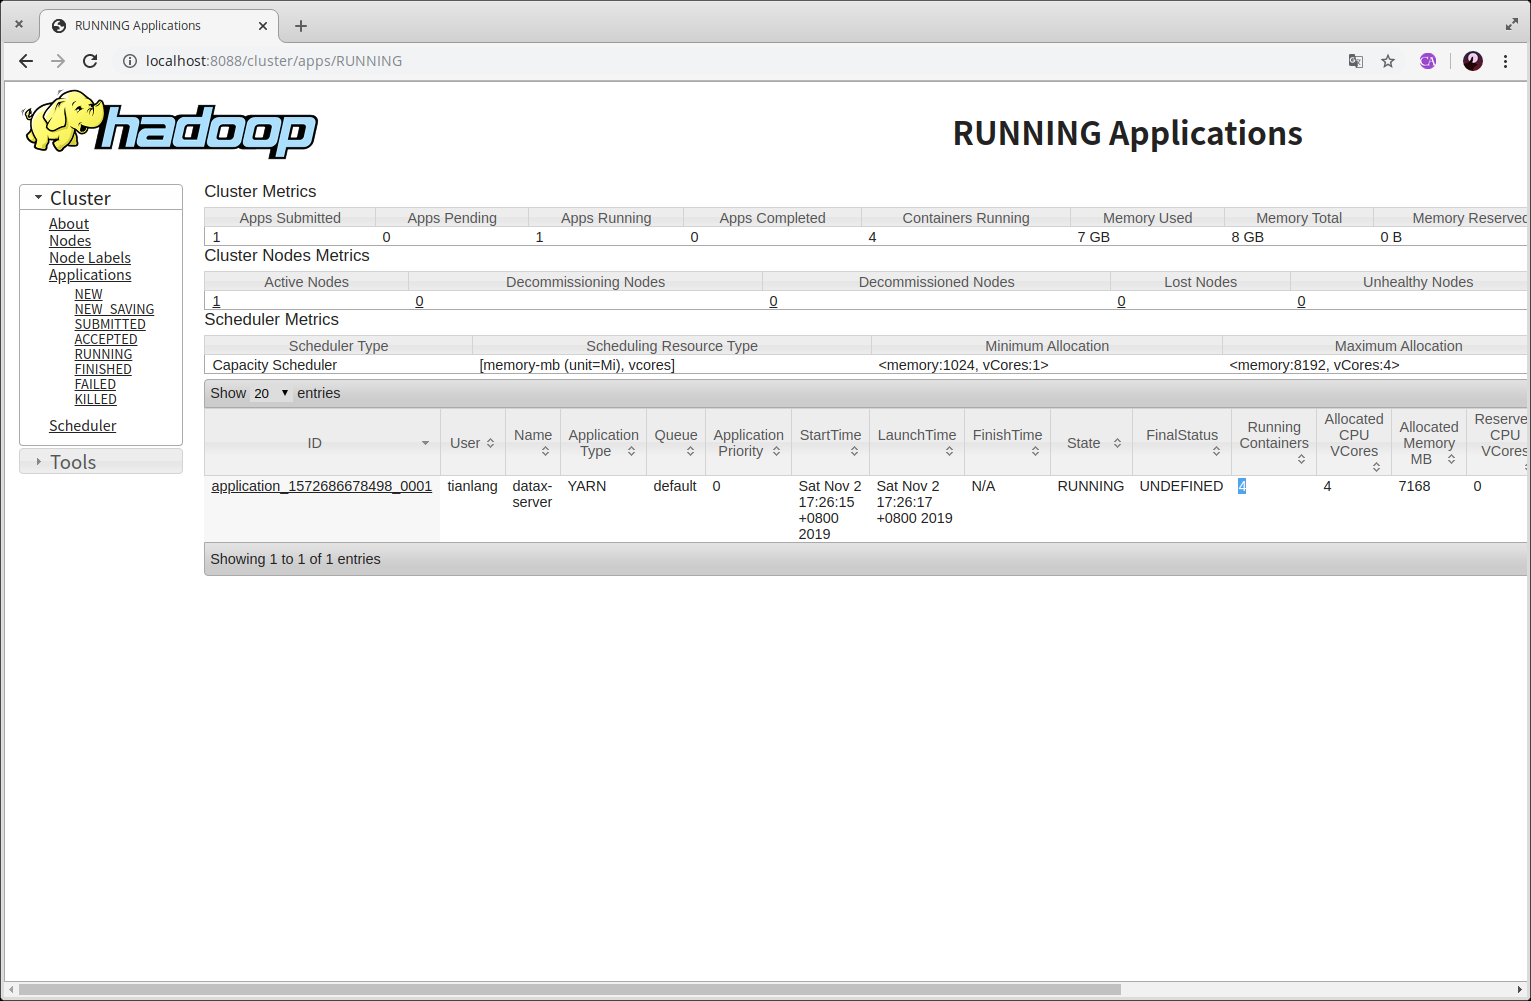 RUNNING Applications
localhost:8088/cluster/apps/RUNNING
hadoop
RUNNING Applications
Cluster
About
Nodes
Node Labels
Applications
NEW
NEW_SAVING
SUBMITTED
ACCEPTED
RUNNING
FINISHED
FAILED
KILLED
Scheduler
Tools
Cluster Metrics
Apps Submitted Apps Pending Apps Running Apps Completed Containers Running Memory Used Memory Total Memory Reserved
1 0 1 0 4 7 GB 8 GB 0 B
Cluster Nodes Metrics
Active Nodes Decommissioning Nodes Decommissioned Nodes Lost Nodes Unhealthy Nodes
1 0 0 0 0
Scheduler Metrics
Scheduler Type Scheduling Resource Type Minimum Allocation Maximum Allocation
Capacity Scheduler [memory-mb (unit=Mi), vcores] <memory:1024, vCores:1> <memory:8192, vCores:4>
Show 20 entries
ID User Name Application Type Queue Application Priority StartTime LaunchTime FinishTime State FinalStatus Running Containers Allocated CPU VCores Allocated Memory MB Reserve CPU VCores
application_1572686678498_0001 tianlang datax-server YARN default 0 Sat Nov 2 17:26:15 +0800 2019 Sat Nov 2 17:26:17 +0800 2019 N/A RUNNING UNDEFINED 4 4 7168 0
Showing 1 to 1 of 1 entries